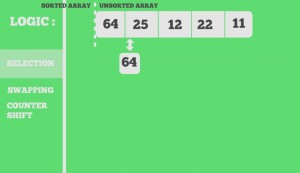 SORTED ARRAY UNSORTED ARRAY
LOGIC : 64 25 12 22 11
SELECTION 64
SWAPPING
COUNTER
SHIFT